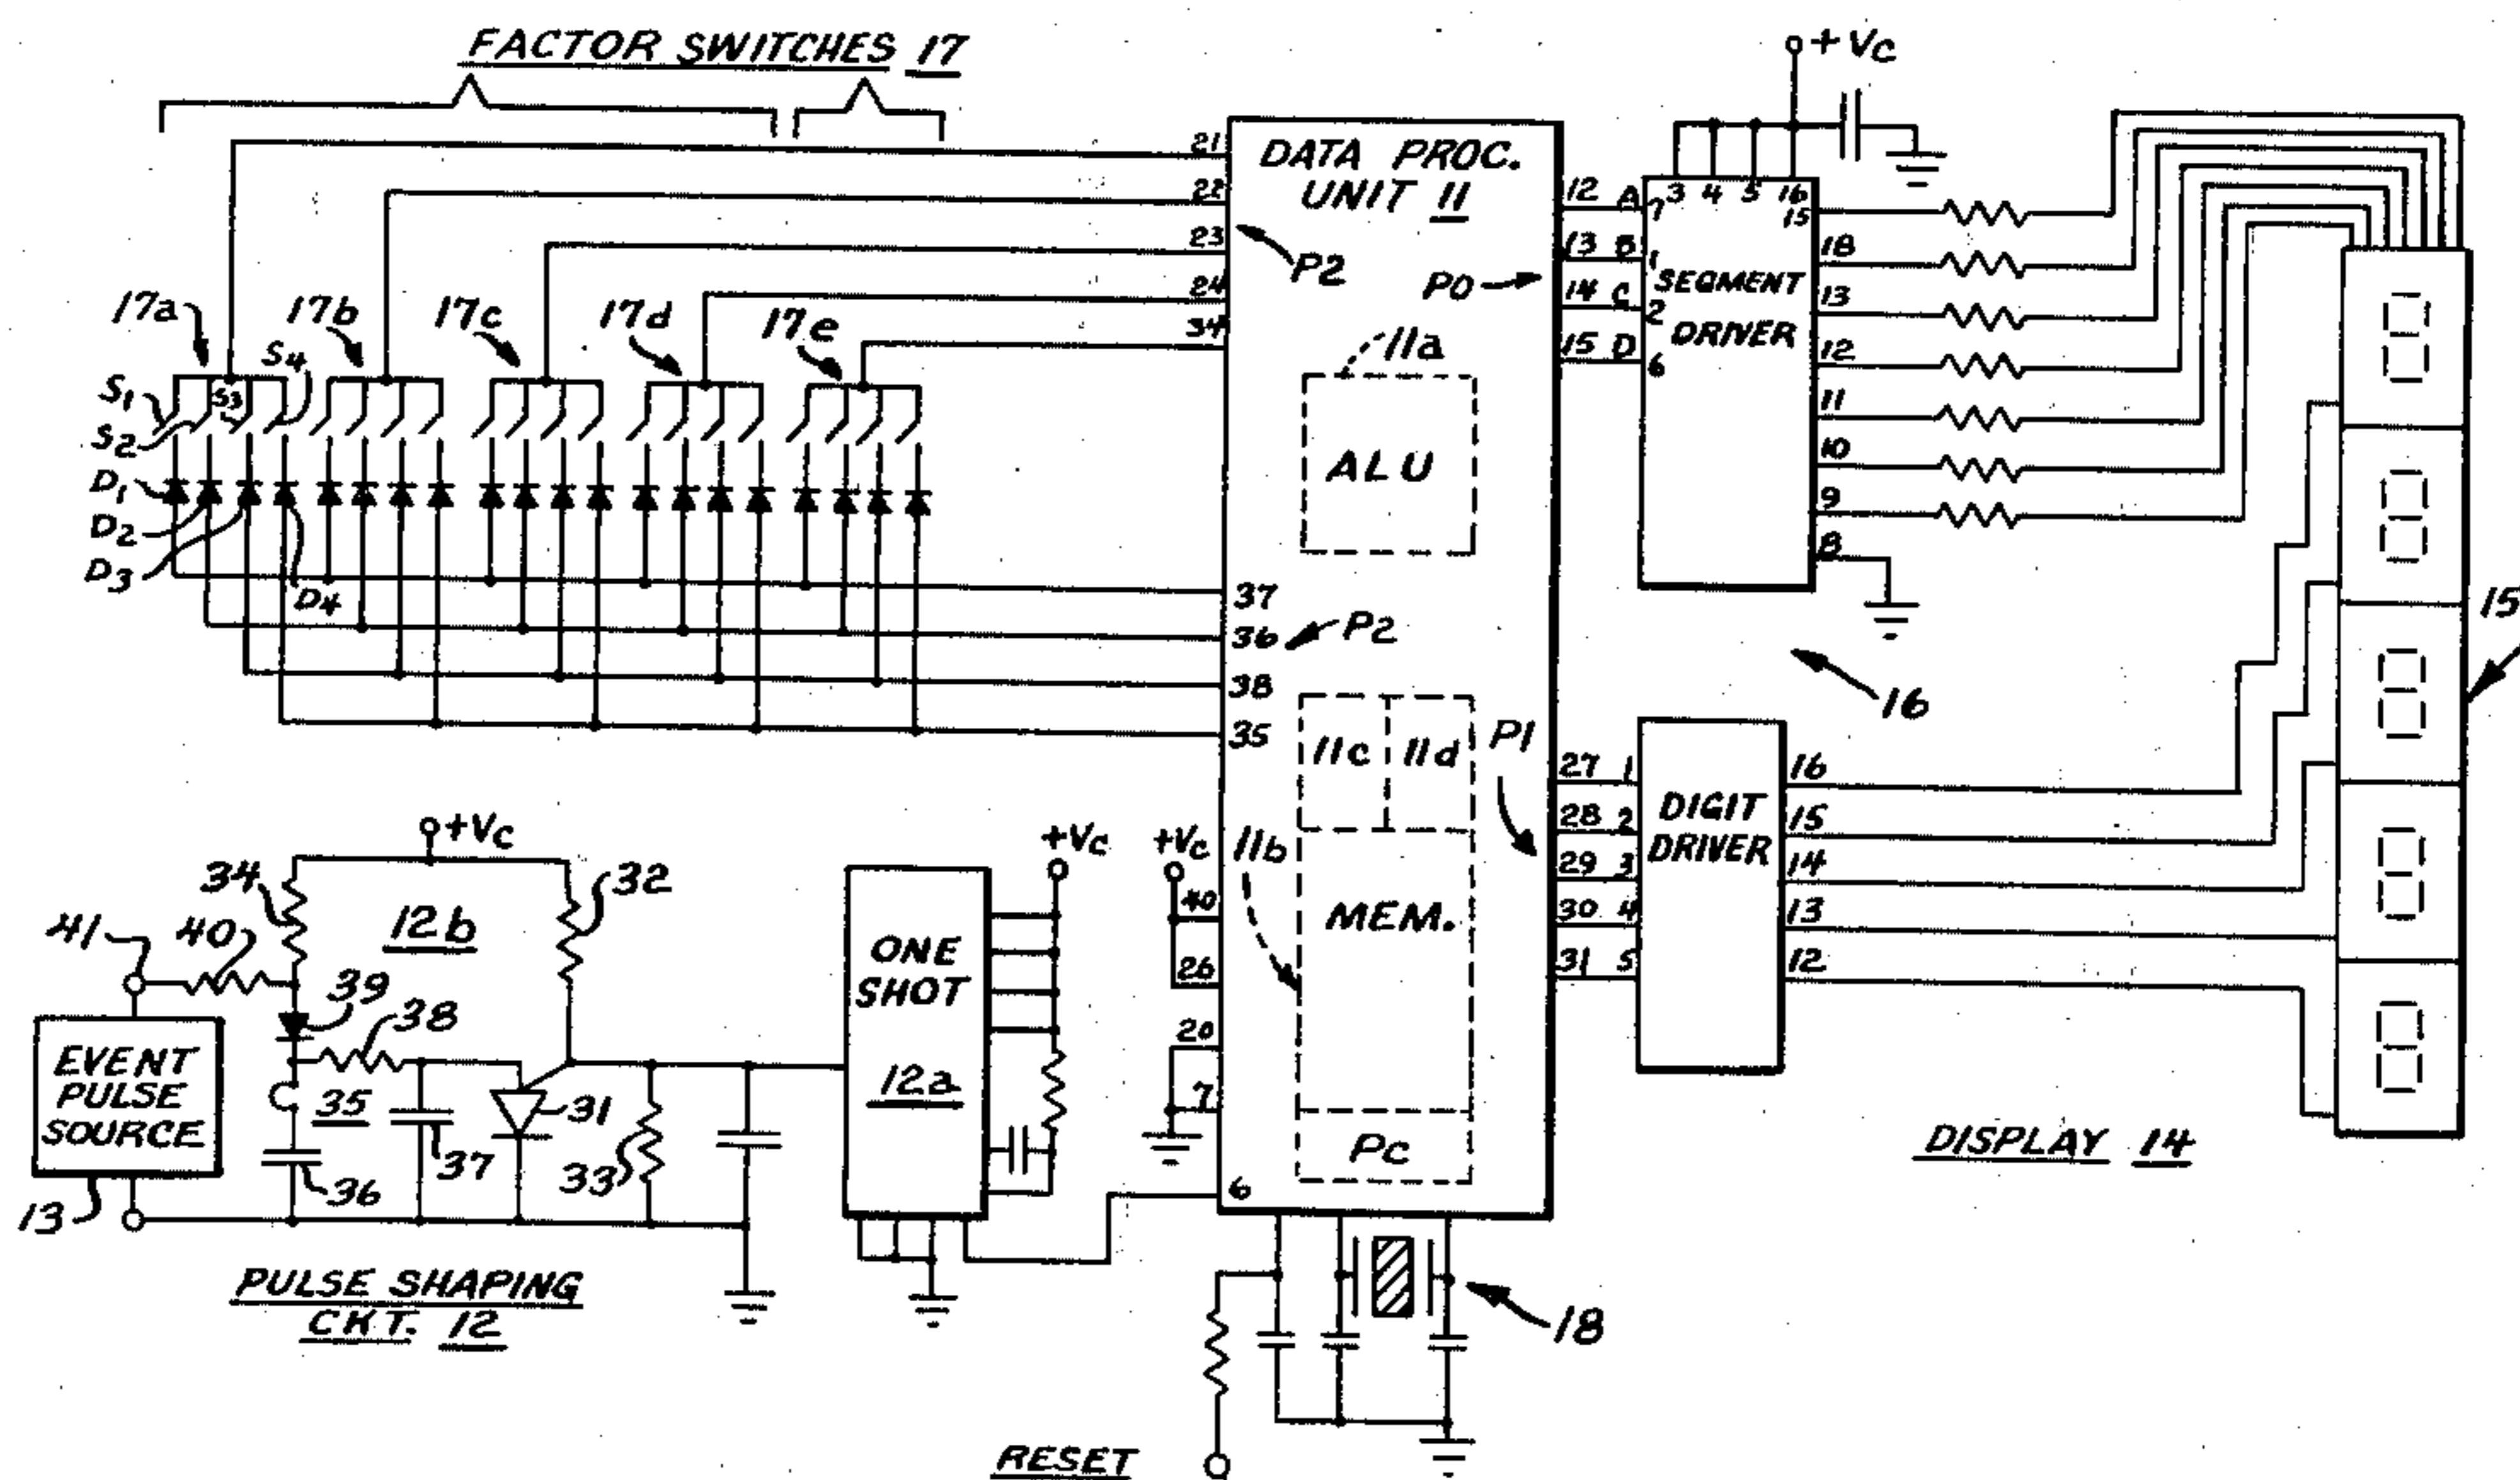 FACTOR SWITCHES 17
+Vc
21
22
23
24
34
DATA PROC.
UNIT 11
P2
P0
12 A
13 B
14 C
15 D
7
1
2
6
3 4 5 16
SEGMENT
DRIVER
15
18
13
12
11
10
9
8
17a
17b
17c
17d
17e
S1
S2
S3
S4
D1
D2
D3
D4
11a
ALU
37
36
38
35
P2
11c
11d
P1
16
15
27 1
28 2
29 3
30 4
31 5
DIGIT
DRIVER
16
15
14
13
12
11b
MEM.
Pc
+Vc
34
12b
32
41
40
39
38
EVENT
PULSE
SOURCE
35
31
37
36
33
13
ONE
SHOT
12a
+Vc
+Vc
40
26
20
7
6
PULSE SHAPING
CKT. 12
18
RESET
DISPLAY 14